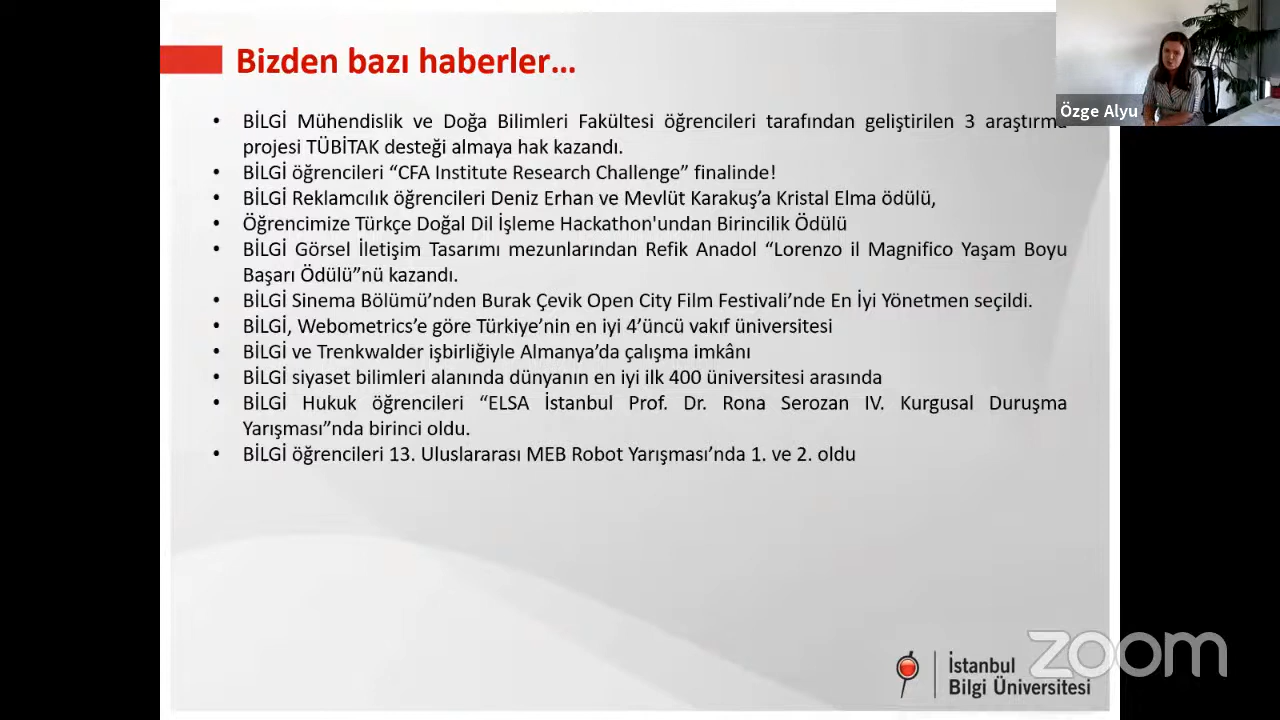 Bizden bazı haberler...
Özge Alyu
• BİLGİ Mühendislik ve Doğa Bilimleri Fakültesi öğrencileri tarafından geliştirilen 3 araştırma
projesi TÜBİTAK desteği almaya hak kazandı.
• BİLGİ öğrencileri “CFA Institute Research Challenge” finalinde!
• BİLGİ Reklamcılık öğrencileri Deniz Erhan ve Mevlüt Karakuş’a Kristal Elma ödülü,
• Öğrencimize Türkçe Doğal Dil İşleme Hackathon'undan Birincilik Ödülü
• BİLGİ Görsel İletişim Tasarımı mezunlarından Refik Anadol “Lorenzo il Magnifico Yaşam Boyu
Başarı Ödülü”nü kazandı.
• BİLGİ Sinema Bölümü’nden Burak Çevik Open City Film Festivali’nde En İyi Yönetmen seçildi.
• BİLGİ, Webometrics’e göre Türkiye’nin en iyi 4’üncü vakıf üniversitesi
• BİLGİ ve Trenkwalder işbirliğiyle Almanya’da çalışma imkânı
• BİLGİ siyaset bilimleri alanında dünyanın en iyi ilk 400 üniversitesi arasında
• BİLGİ Hukuk öğrencileri “ELSA İstanbul Prof. Dr. Rona Serozan IV. Kurgusal Duruşma
Yarışması”nda birinci oldu.
• BİLGİ öğrencileri 13. Uluslararası MEB Robot Yarışması’nda 1. ve 2. oldu
İstanbul
Bilgi Üniversitesi
zoom